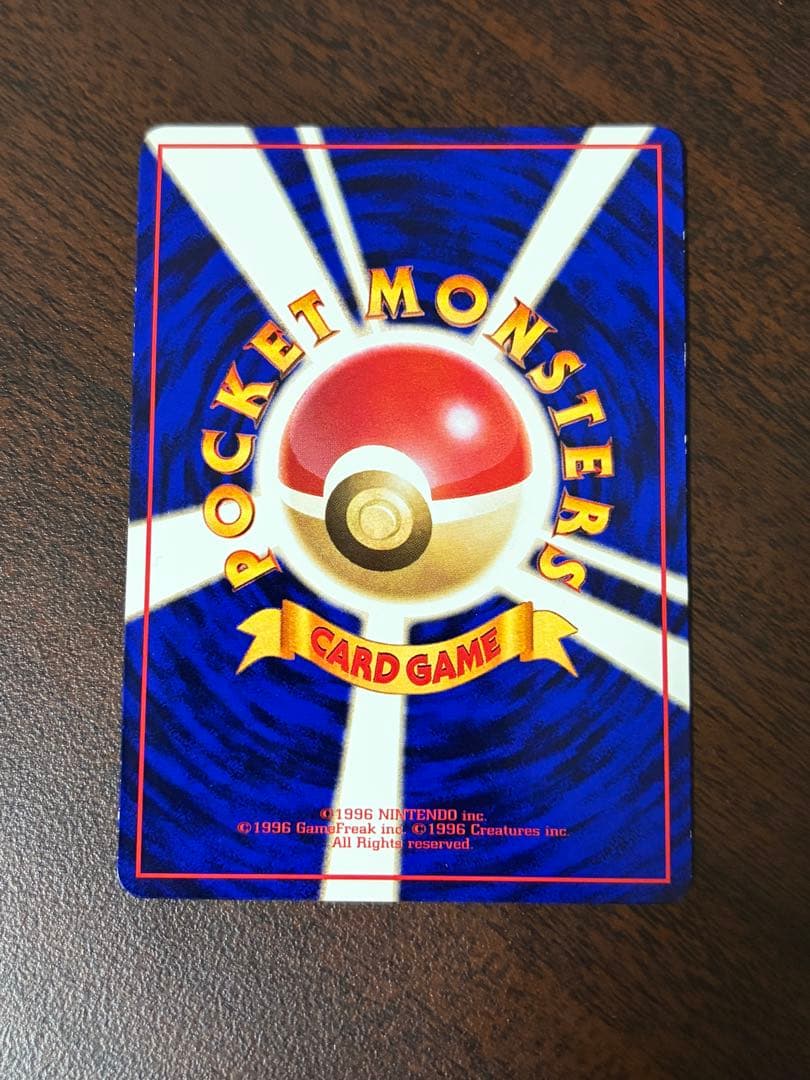 POCKET MONSTERS
CARD GAME
©1996 NINTENDO inc.
©1996 GameFreak inc. ©1996 Creatures inc.
All Rights reserved.